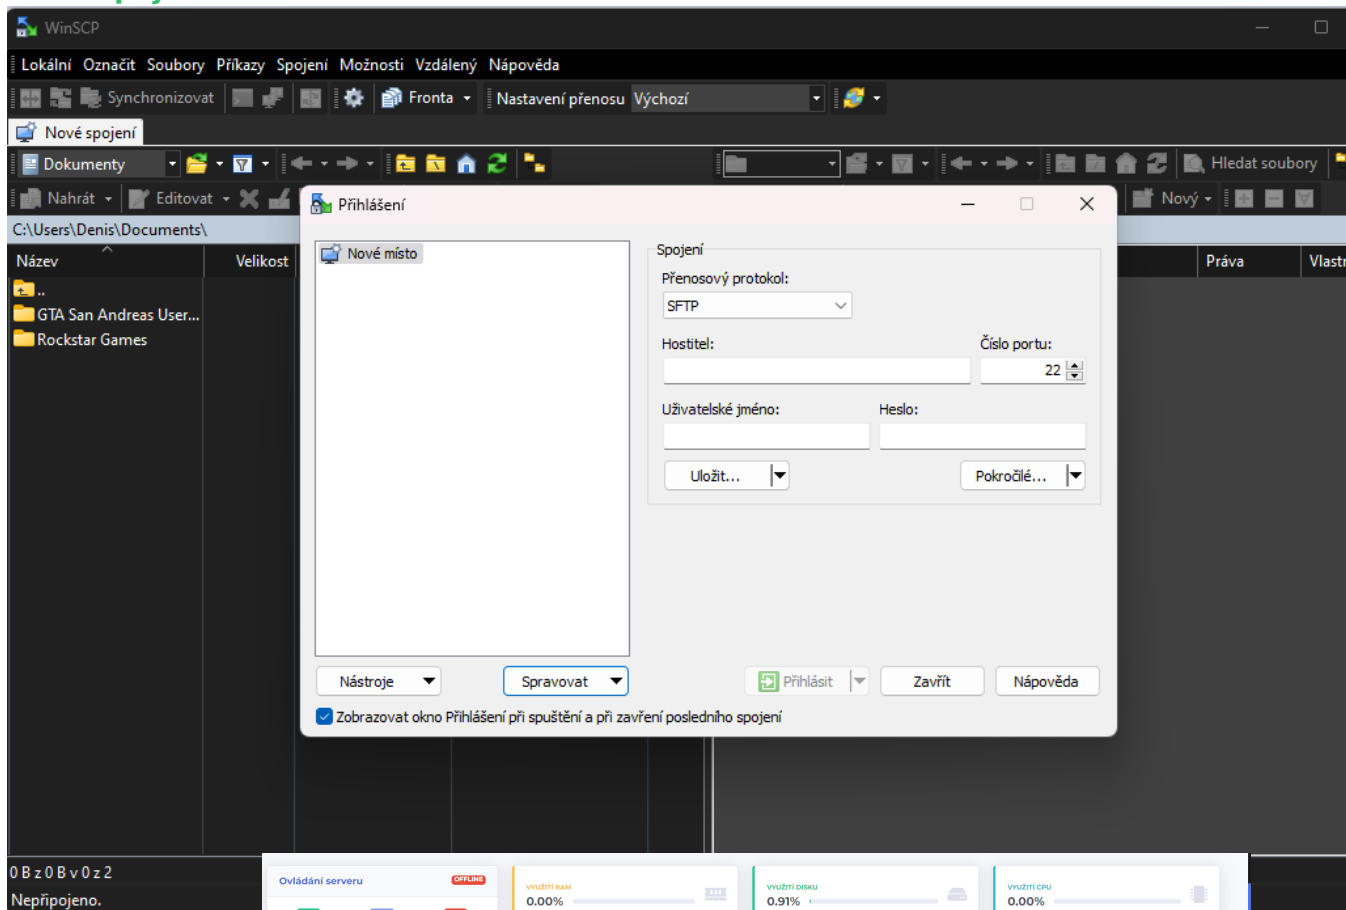 WinSCP
Lokální Označit Soubory Příkazy Spojení Možnosti Vzdálený Nápověda
Synchronizovat Fronta Nastavení přenosu Výchozí
Nové spojení
Dokumenty Hledat soubory
Nahrát Editovat Nový
C:\Users\Denis\Documents\
Název Velikost Práva
..
GTA San Andreas User...
Rockstar Games
Přihlášení
Nové místo
Spojení
Přenosový protokol:
SFTP
Hostitel: Číslo portu:
22
Uživatelské jméno: Heslo:
Uložit... Pokročilé...
Nástroje Spravovat Přihlásit Zavřít Nápověda
Zobrazovat okno Přihlášení při spuštění a při zavření posledního spojení
0 B z 0 B v 0 z 2
Nepřipojeno.
Ovládání serveru OFFLINE
VYUŽITÍ RAM
0.00%
VYUŽITÍ DISKU
0.91%
VYUŽITÍ CPU
0.00%